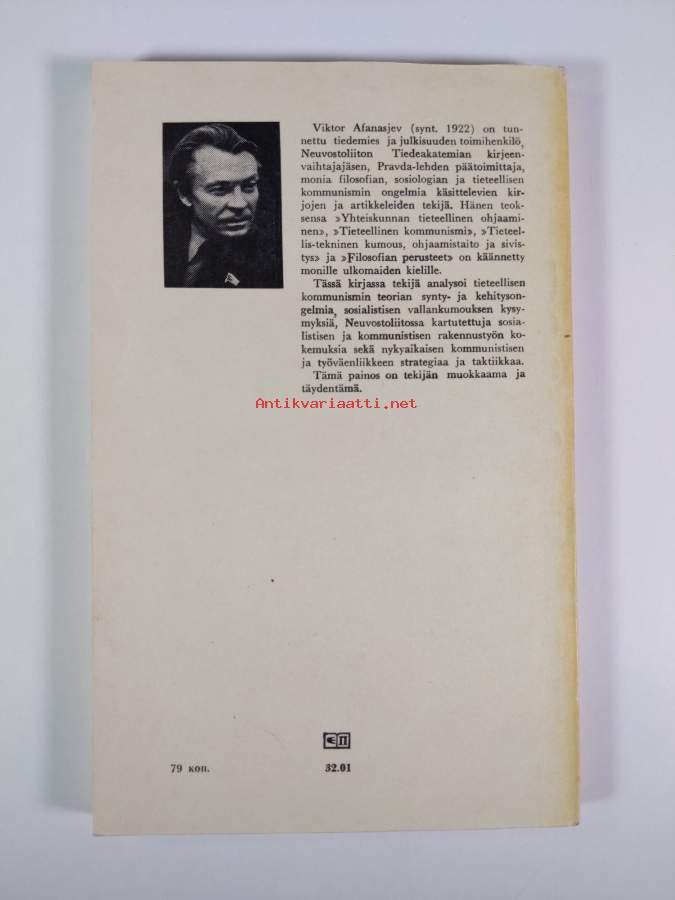 Viktor Afanasjev (synt. 1922) on tun-
nettu tiedemies ja julkisuuden toimihenkilö,
Neuvostoliiton Tiedeakatemian kirjeen-
vaihtajajäsen, Pravda-lehden päätoimittaja,
monia filosofian, sosiologian ja tieteellisen
kommunismin ongelmia käsittelevien kir-
jojen ja artikkeleiden tekijä. Hänen teok-
sensa »Yhteiskunnan tieteellinen ohjaami-
nen», »Tieteellinen kommunismi», »Tieteel-
lis-tekninen kumous, ohjaamistaito ja sivis-
tys» ja »Filosofian perusteet» on käännetty
monille ulkomaiden kielille.
Tässä kirjassa tekijä analysoi tieteellisen
kommunismin teorian synty- ja kehityson-
gelmia, sosialistisen vallankumouksen kysy-
myksiä, Neuvostoliitossa kartutettuja sosia-
listisen ja kommunistisen rakennustyön ko-
kemuksia sekä nykyaikaisen kommunistisen
ja työväenliikkeen strategiaa ja taktiikkaa.
Tämä painos on tekijän muokkaama ja
täydentämä.
Antikvariaatti.net
79 коп.
32.01